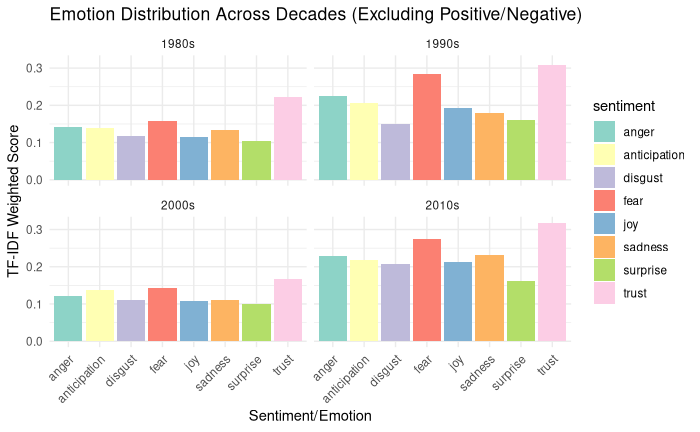 Emotion Distribution Across Decades (Excluding Positive/Negative)
1980s
1990s
0.3
0.2
0.1
0.0
2000s
2010s
0.3
0.2
0.1
0.0
TF-IDF Weighted Score
anger
anticipation
disgust
fear
joy
sadness
surprise
trust
anger
anticipation
disgust
fear
joy
sadness
surprise
trust
Sentiment/Emotion
sentiment
anger
anticipation
disgust
fear
joy
sadness
surprise
trust